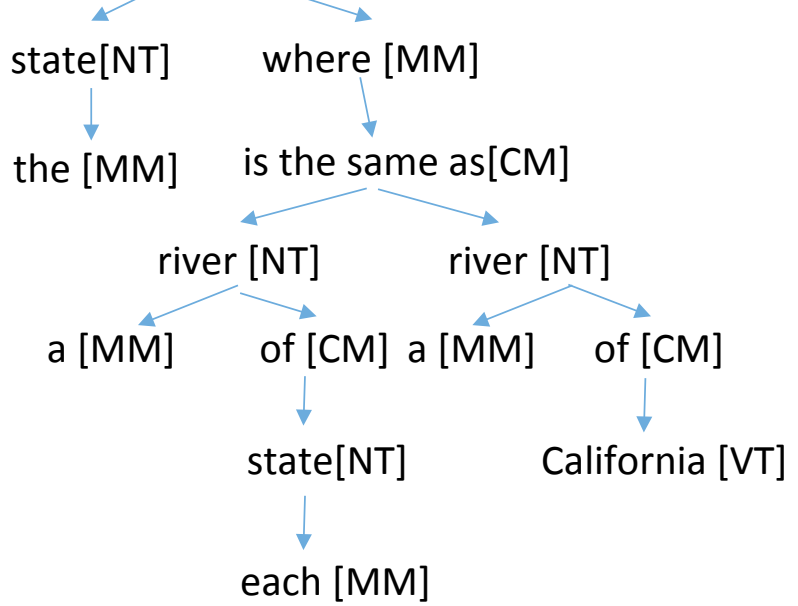 state[NT] where [MM]
the [MM] is the same as[CM]
river [NT] river [NT]
a [MM] of [CM] a [MM] of [CM]
state[NT] California [VT]
each [MM]